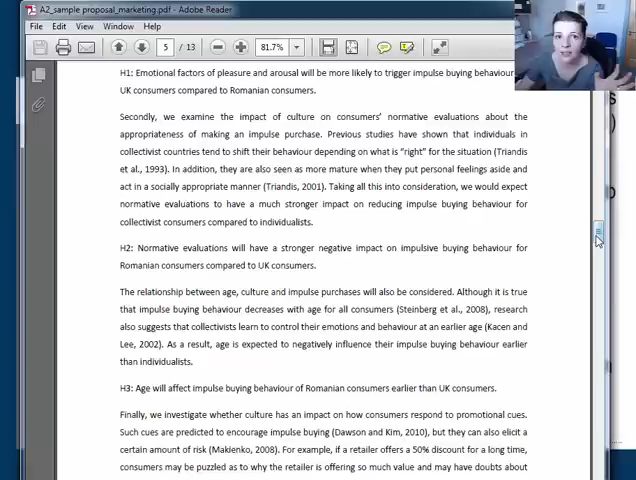 A2_sample proposal_marketing.pdf - Adobe Reader
File Edit View Window Help
5 / 13 81.7%
H1: Emotional factors of pleasure and arousal will be more likely to trigger impulse buying behaviour
UK consumers compared to Romanian consumers.
Secondly, we examine the impact of culture on consumers' normative evaluations about the
appropriateness of making an impulse purchase. Previous studies have shown that individuals in
collectivist countries tend to shift their behaviour depending on what is "right" for the situation (Triandis
et al., 1993). In addition, they are also seen as more mature when they put personal feelings aside and
act in a socially appropriate manner (Triandis, 2001). Taking all this into consideration, we would expect
normative evaluations to have a much stronger impact on reducing impulse buying behaviour for
collectivist consumers compared to individualists.
H2: Normative evaluations will have a stronger negative impact on impulsive buying behaviour for
Romanian consumers compared to UK consumers.
The relationship between age, culture and impulse purchases will also be considered. Although it is true
that impulse buying behaviour decreases with age for all consumers (Steinberg et al., 2008), research
also suggests that collectivists learn to control their emotions and behaviour at an earlier age (Kacen and
Lee, 2002). As a result, age is expected to negatively influence their impulse buying behaviour earlier
than individualists.
H3: Age will affect impulse buying behaviour of Romanian consumers earlier than UK consumers.
Finally, we investigate whether culture has an impact on how consumers respond to promotional cues.
Such cues are predicted to encourage impulse buying (Dawson and Kim, 2010), but they can also elicit a
certain amount of risk (Makienko, 2008). For example, if a retailer offers a 50% discount for a long time,
consumers may be puzzled as to why the retailer is offering so much value and may have doubts about